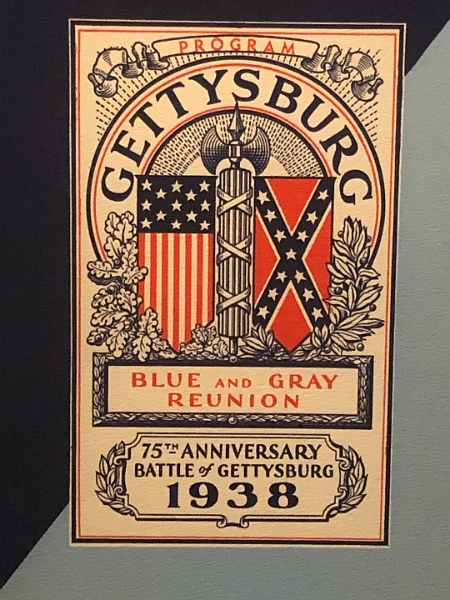 PROGRAM
GETTYSBURG
BLUE AND GRAY
REUNION
75TH ANNIVERSARY
BATTLE of GETTYSBURG
1938